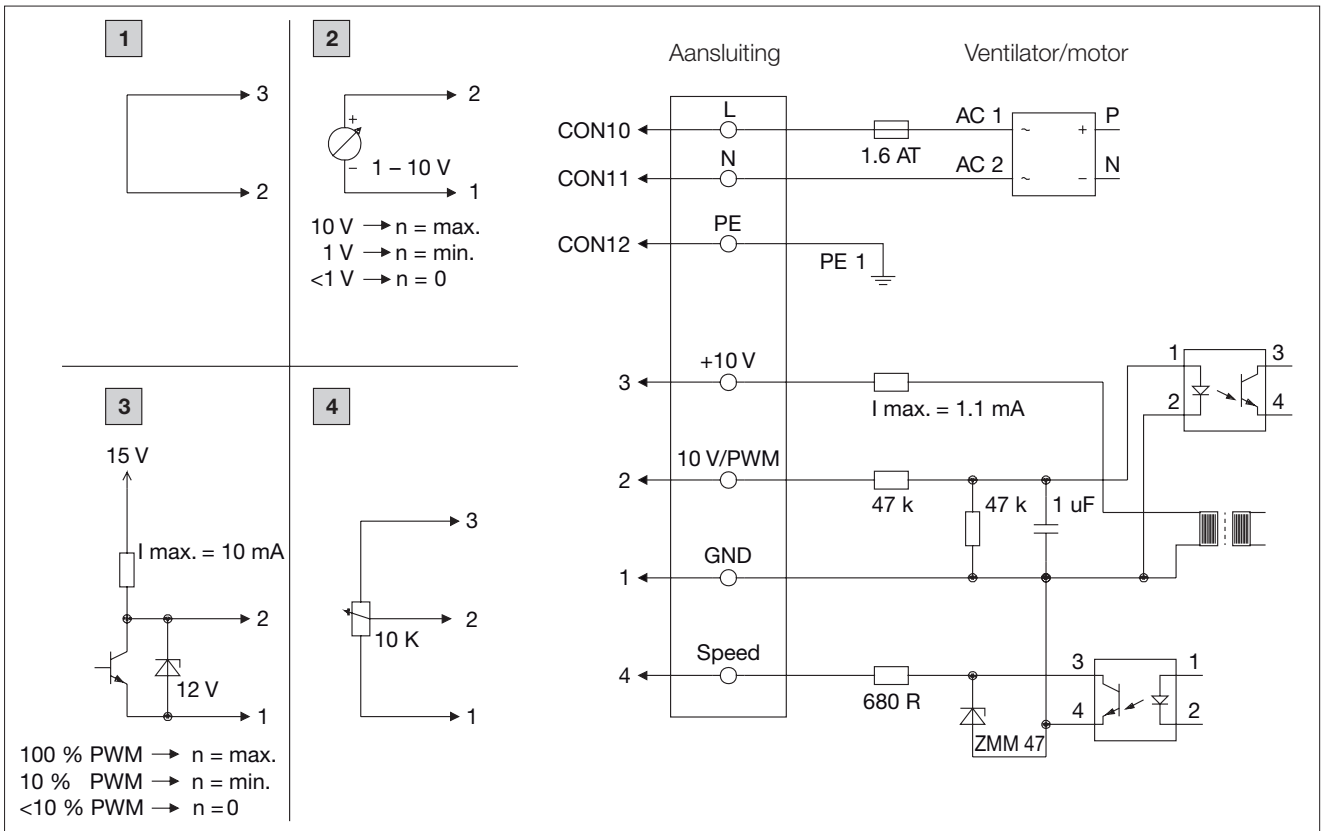 1
3
2
2
2
+
1 – 10 V
–
1
10 V → n = max.
1 V → n = min.
<1 V → n = 0
3
15 V
I max. = 10 mA
2
12 V
1
100 % PWM → n = max.
10 % PWM → n = min.
<10 % PWM → n = 0
4
3
2
10 K
1
Aansluiting
Ventilator/motor
CON10
L
1.6 AT
AC 1
~
+
P
CON11
N
AC 2
~
–
N
CON12
PE
PE 1
3
+10 V
I max. = 1.1 mA
1
3
2
4
2
10 V/PWM
47 k
47 k
1 uF
1
GND
4
Speed
680 R
ZMM 47
3
1
4
2